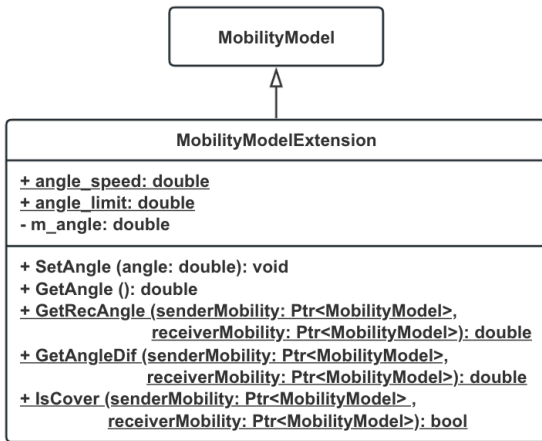 MobilityModel
MobilityModelExtension
+ angle_speed: double
+ angle_limit: double
- m_angle: double
+ SetAngle (angle: double): void
+ GetAngle (): double
+ GetRecAngle (senderMobility: Ptr<MobilityModel>,
receiverMobility: Ptr<MobilityModel>): double
+ GetAngleDif (senderMobility: Ptr<MobilityModel>,
receiverMobility: Ptr<MobilityModel>): double
+ IsCover (senderMobility: Ptr<MobilityModel> ,
receiverMobility: Ptr<MobilityModel>): bool